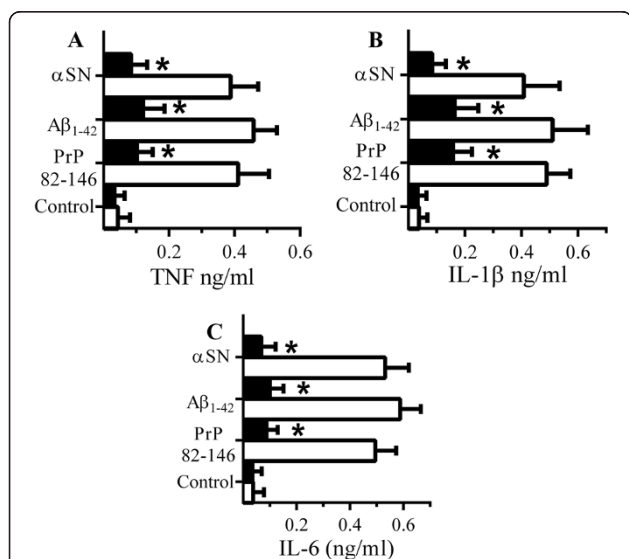 A
αSN *
Aβ1-42 *
PrP *
82-146
Control
0.2 0.4 0.6
TNF ng/ml
B
αSN *
Aβ1-42 *
PrP *
82-146
Control
0.2 0.4 0.6
IL-1β ng/ml
C
αSN *
Aβ1-42 *
PrP *
82-146
Control
0.2 0.4 0.6
IL-6 (ng/ml)